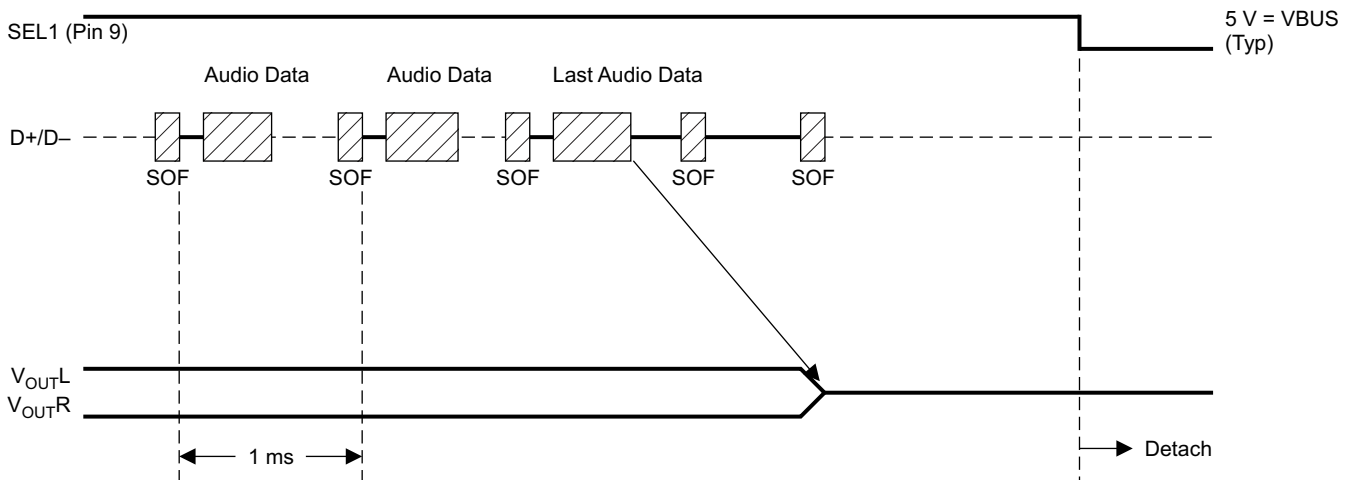 SEL1 (Pin 9)
5 V = VBUS
(Typ)
Audio Data
Audio Data
Last Audio Data
D+/D–
SOF
SOF
SOF
SOF
SOF
VOUTL
VOUTR
1 ms
Detach